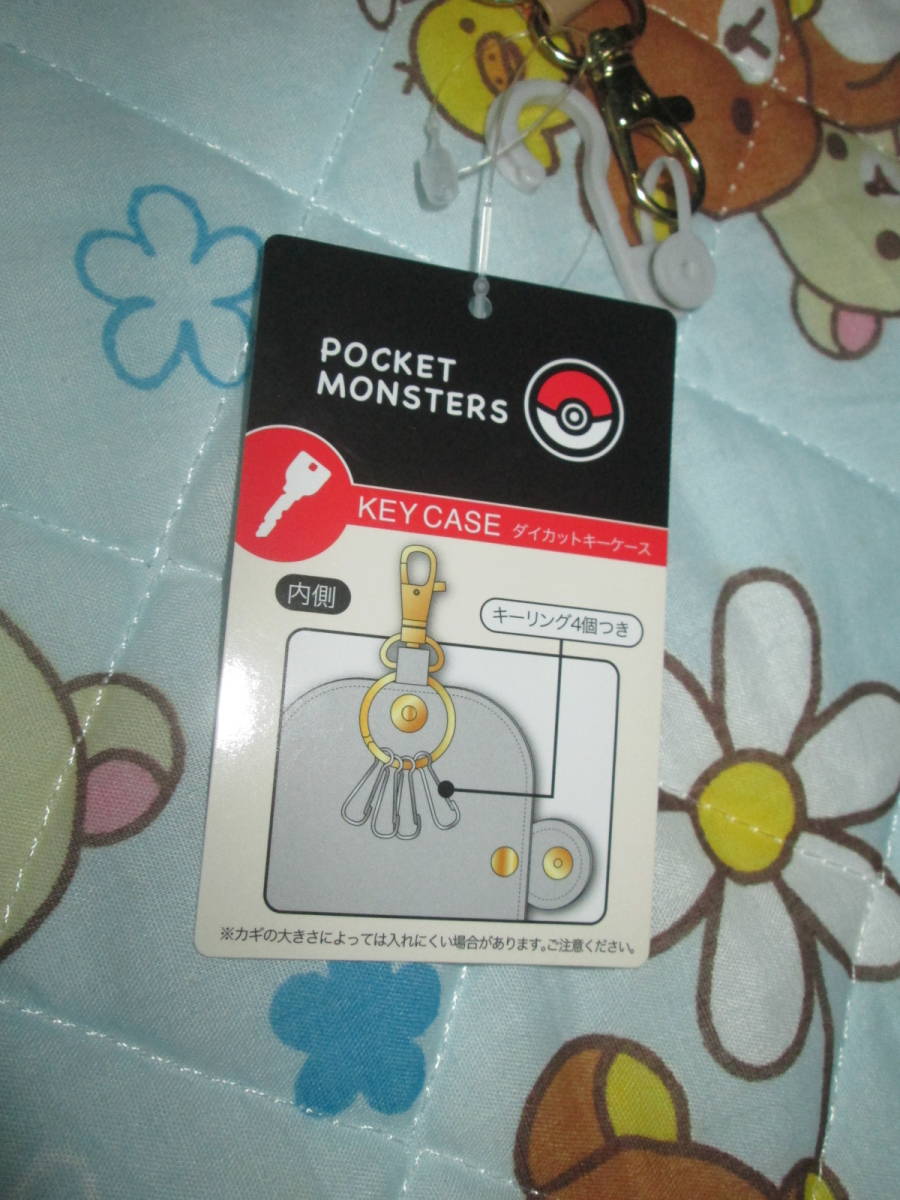 POCKET
MONSTERS
KEY CASE ダイカットキーケース
内側
キーリング4個つき
※カギの大きさによっては入れにくい場合があります。ご注意ください。